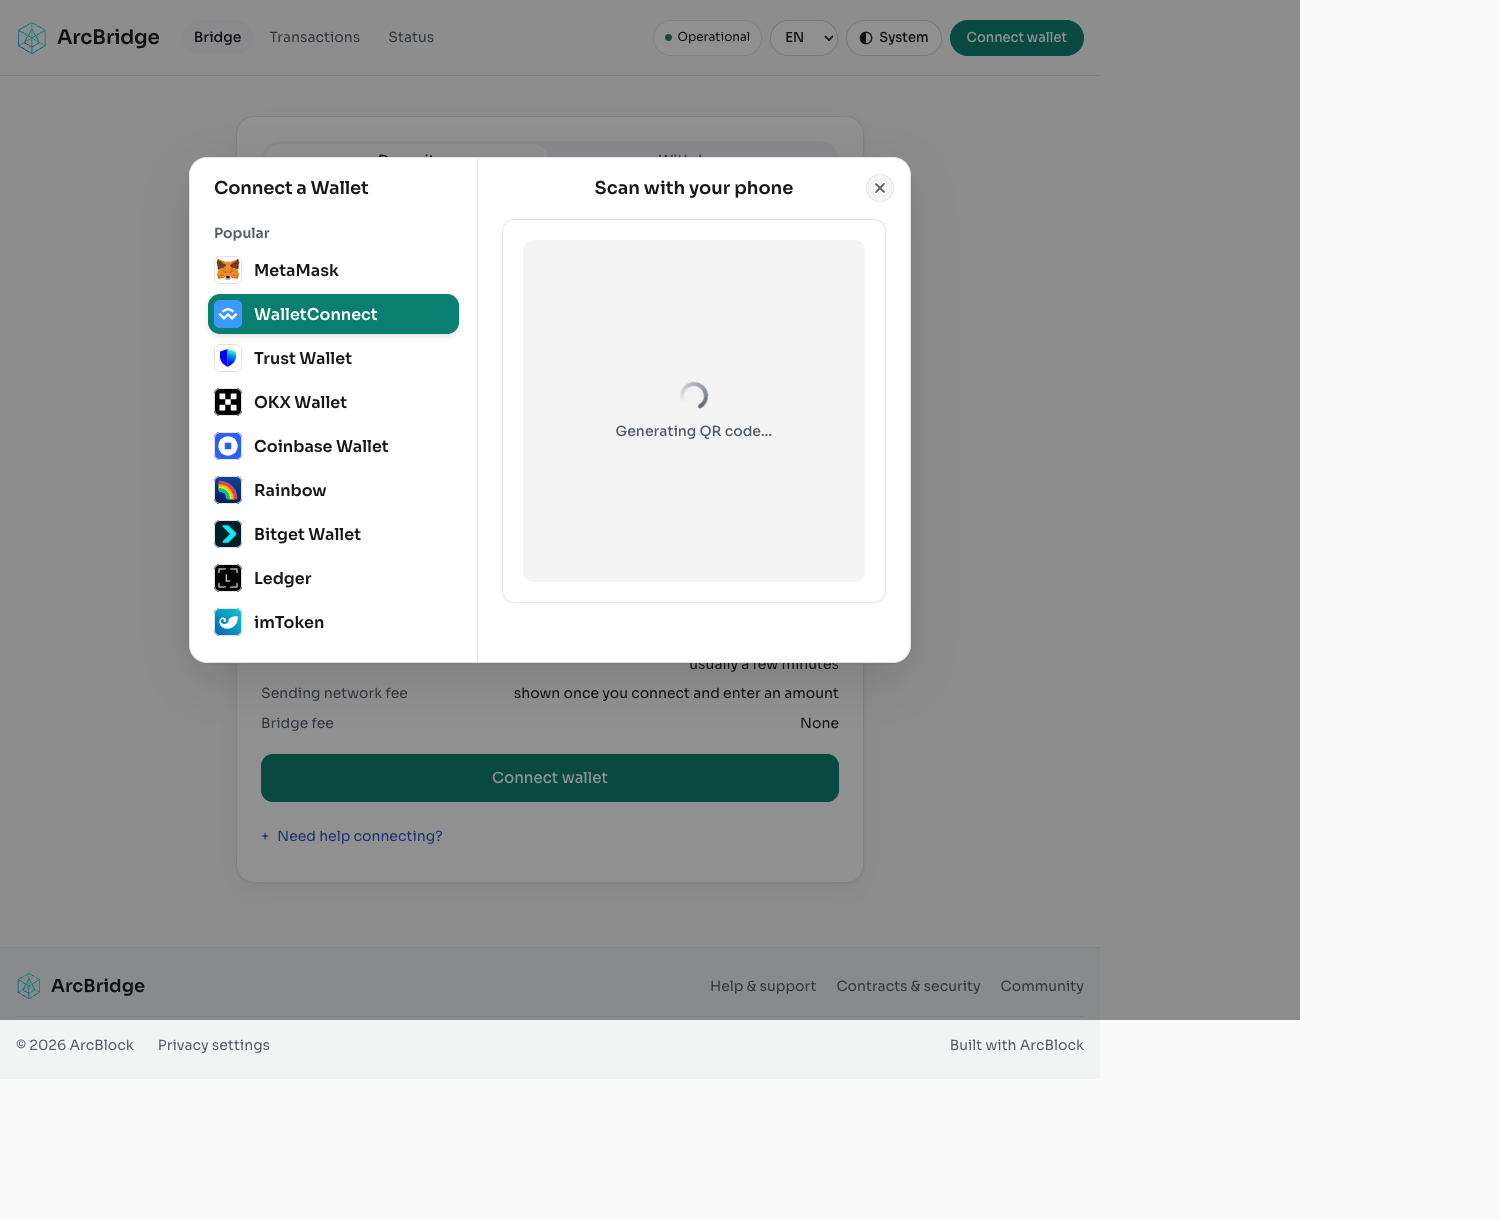 ArcBridge
Bridge
Transactions
Status
Operational
EN
System
Connect wallet
Connect a Wallet
Popular
MetaMask
WalletConnect
Trust Wallet
OKX Wallet
Coinbase Wallet
Rainbow
Bitget Wallet
Ledger
imToken
Scan with your phone
Generating QR code...
usually a few minutes
Sending network fee
shown once you connect and enter an amount
Bridge fee
None
Connect wallet
+ Need help connecting?
ArcBridge
Help & support
Contracts & security
Community
© 2026 ArcBlock
Privacy settings
Built with ArcBlock